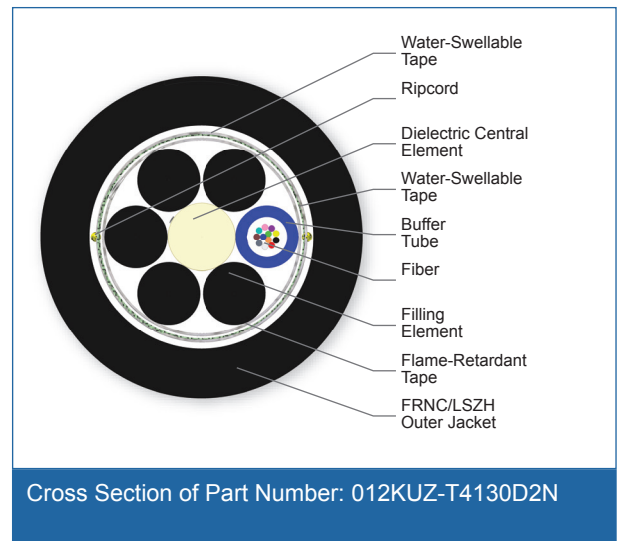 Water-Swellable
Tape
Ripcord
Dielectric Central
Element
Water-Swellable
Tape
Buffer
Tube
Fiber
Filling
Element
Flame-Retardant
Tape
FRNC/LSZH
Outer Jacket
Cross Section of Part Number: 012KUZ-T4130D2N